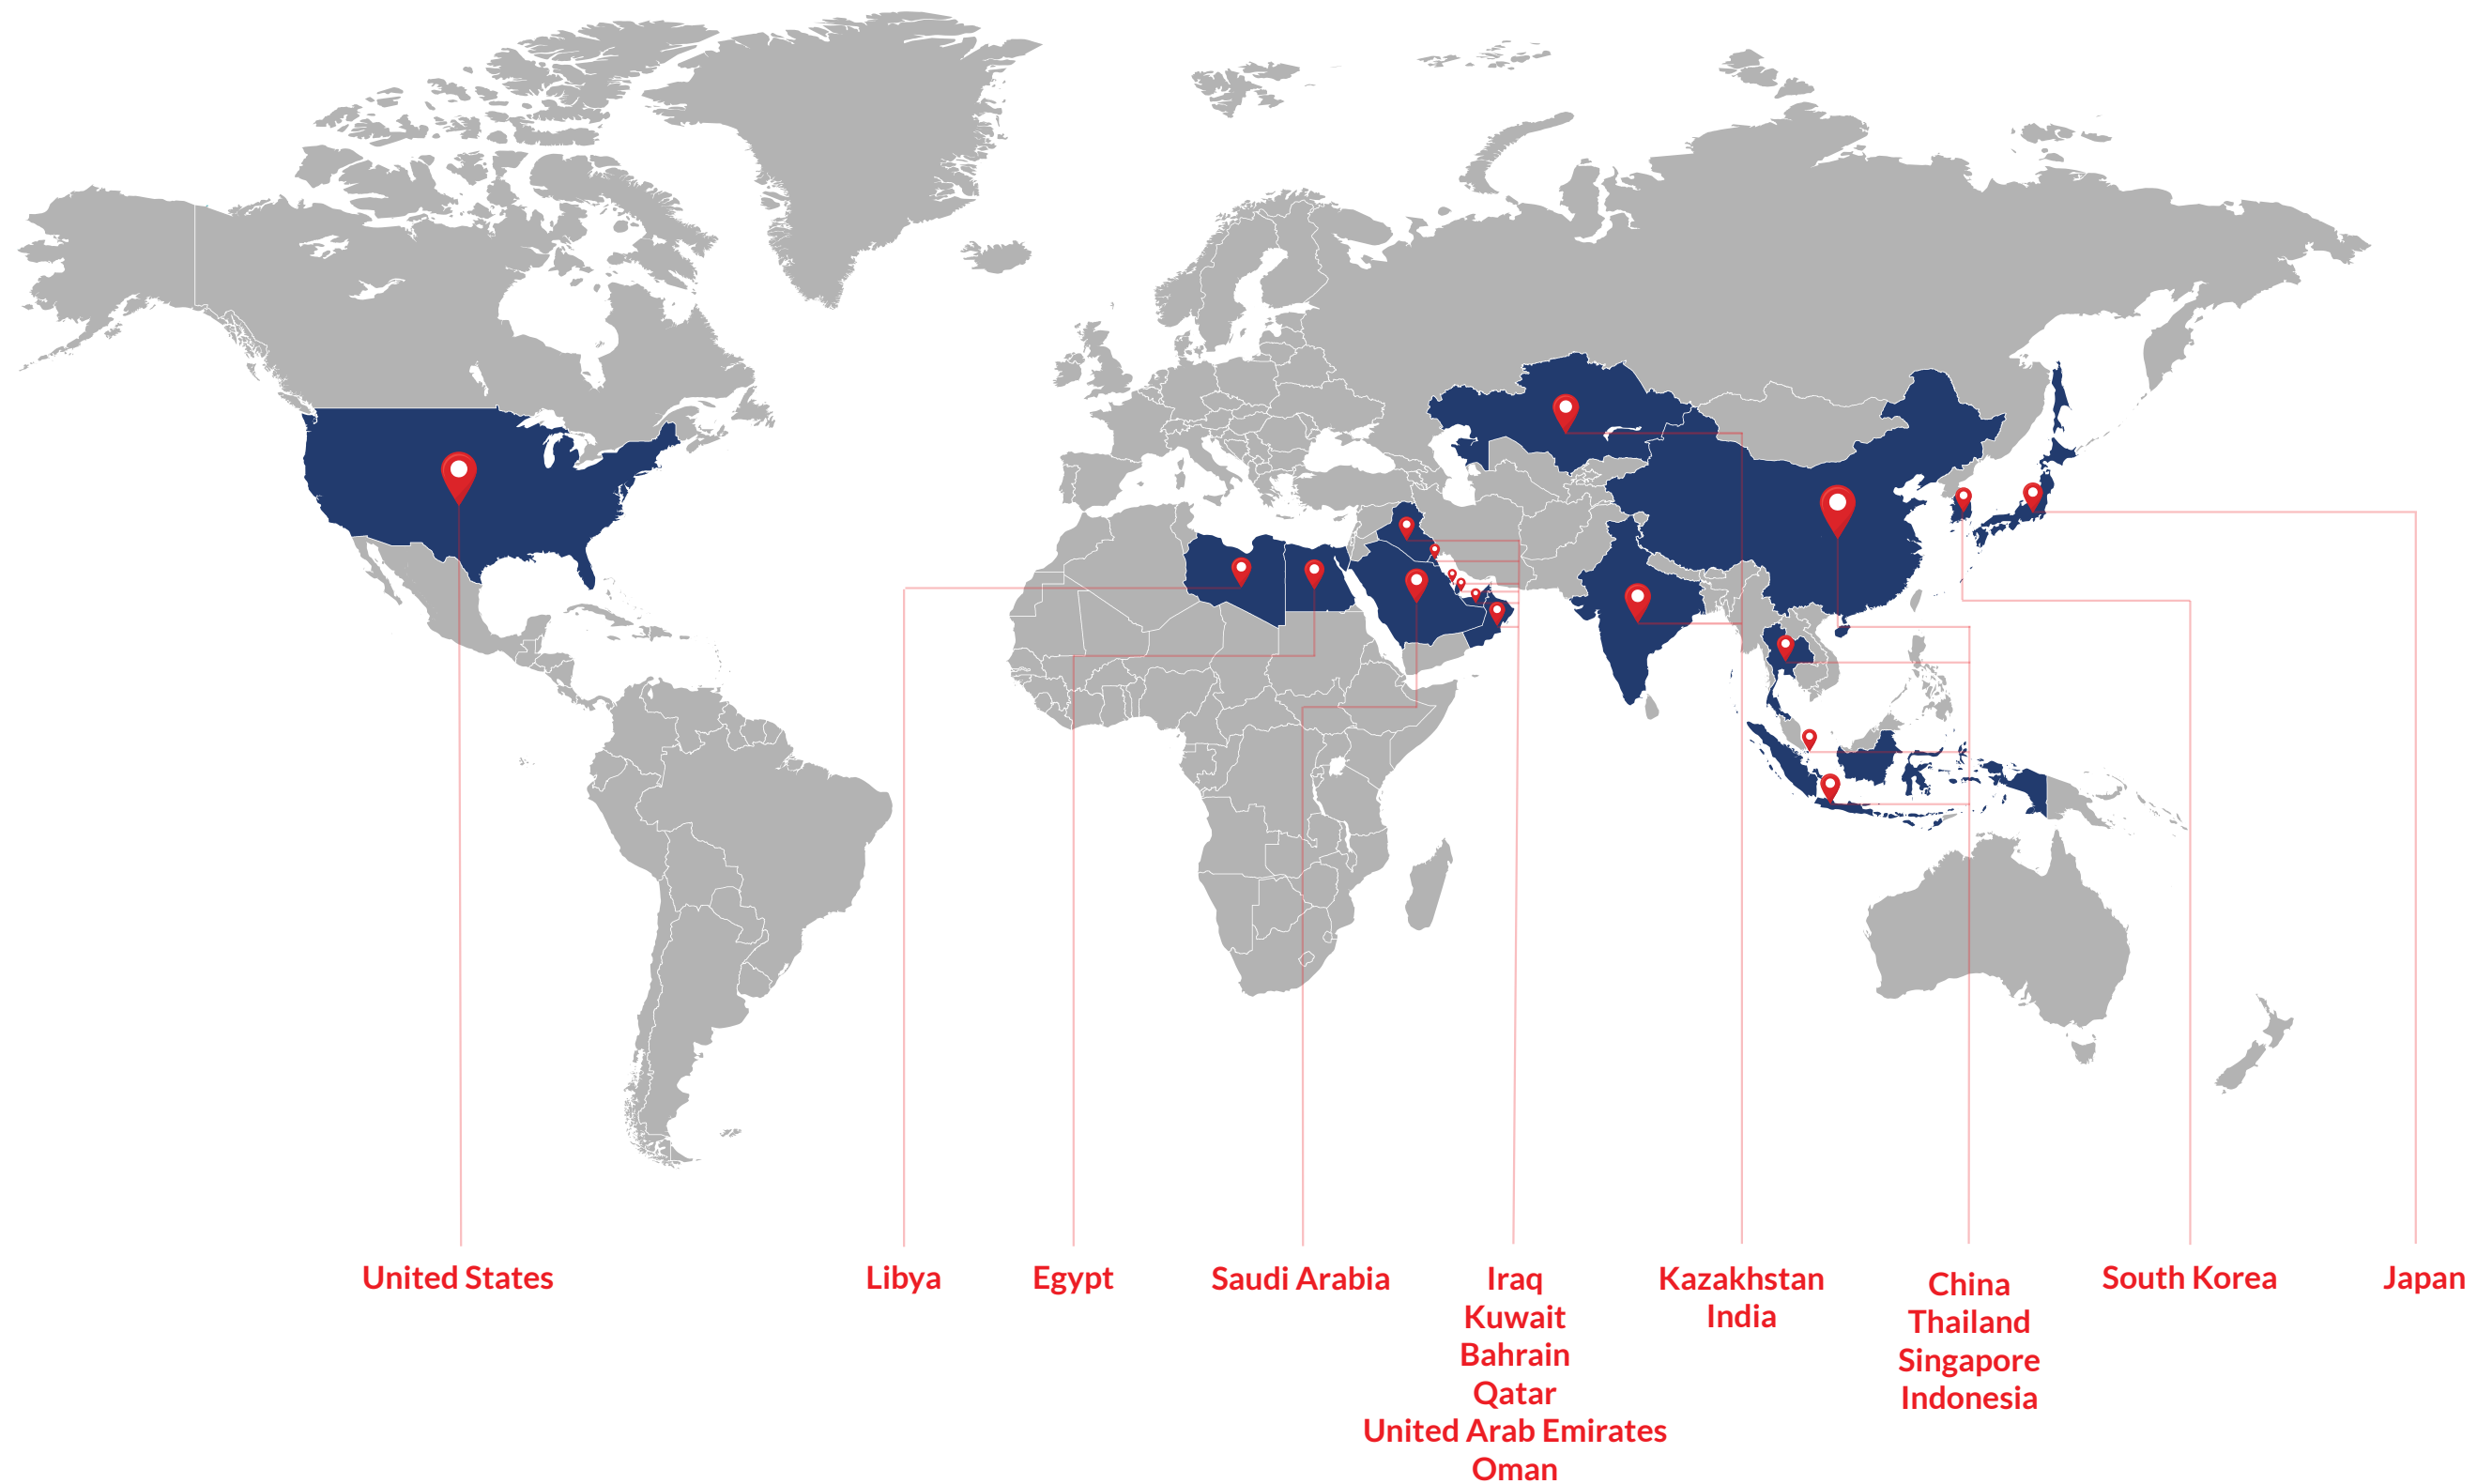 United States
Libya
Egypt
Saudi Arabia
Iraq
Kuwait
Bahrain
Qatar
United Arab Emirates
Oman
Kazakhstan
India
China
Thailand
Singapore
Indonesia
South Korea
Japan